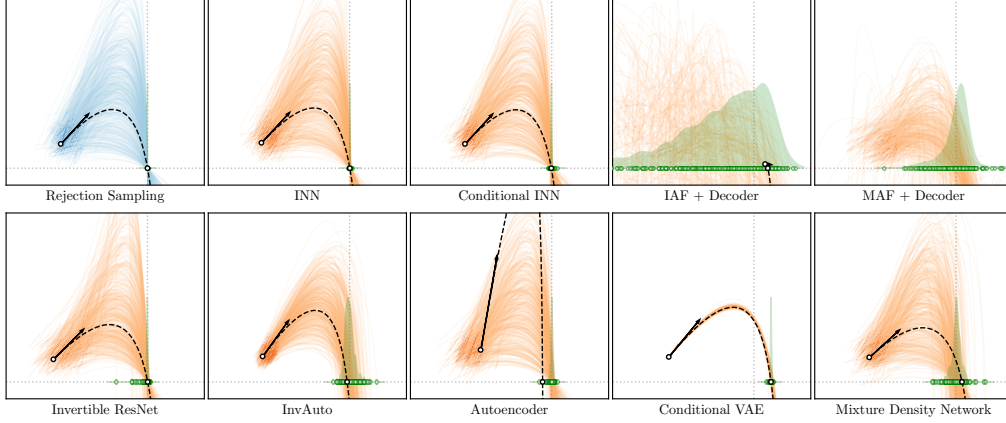 Rejection Sampling
INN
Conditional INN
IAF + Decoder
MAF + Decoder
Invertible ResNet
InvAuto
Autoencoder
Conditional VAE
Mixture Density Network